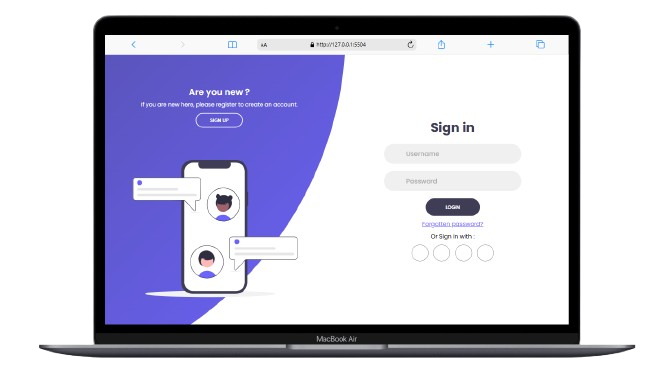 AA
http://127.0.0.1:5504
Are you new ?
If you are new here, please register to create an account.
SIGN UP
Sign in
Username
Password
LOGIN
Forgotten password?
Or Sign in with :
MacBook Air